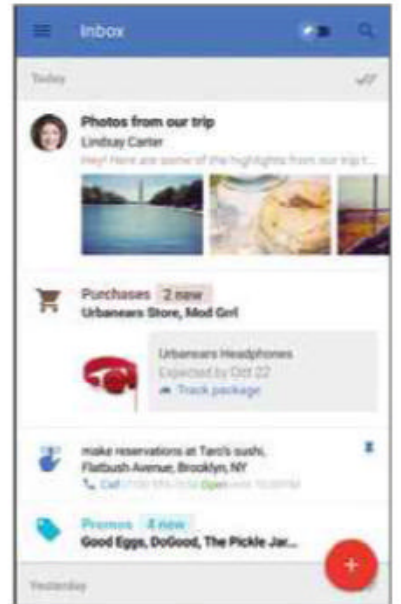 Inbox
Today
Photos from our trip
Lindsay Carter
Hey! Here are some of the highlights from our trip t...
Purchases 2 new
Urbanears Store, Mod Grrl
Urbanears Headphones
Expected by Oct 22
Track package
make reservations at Taro's sushi,
Flatbush Avenue, Brooklyn, NY
Call Open
Promos 4 new
Good Eggs, DoGood, The Pickle Jar...
Yesterday